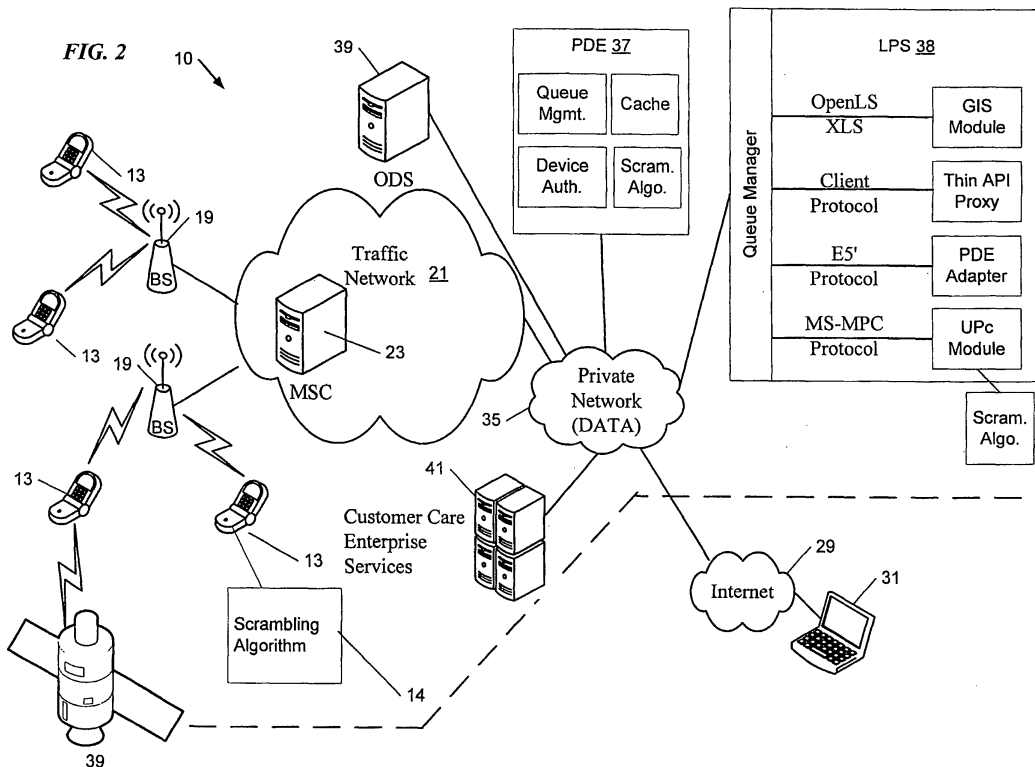 FIG. 2
10
39
ODS
PDE 37
Queue
Mgmt.
Cache
Device
Auth.
Scram.
Algo.
LPS 38
Queue Manager
OpenLS
XLS
GIS
Module
Client
Protocol
Thin API
Proxy
E5'
Protocol
PDE
Adapter
MS-MPC
Protocol
UPc
Module
Scram.
Algo.
13
19
BS
13
19
BS
Traffic
Network 21
23
MSC
35
Private
Network
(DATA)
13
13
41
Customer Care
Enterprise
Services
Scrambling
Algorithm
14
29
Internet
31
39